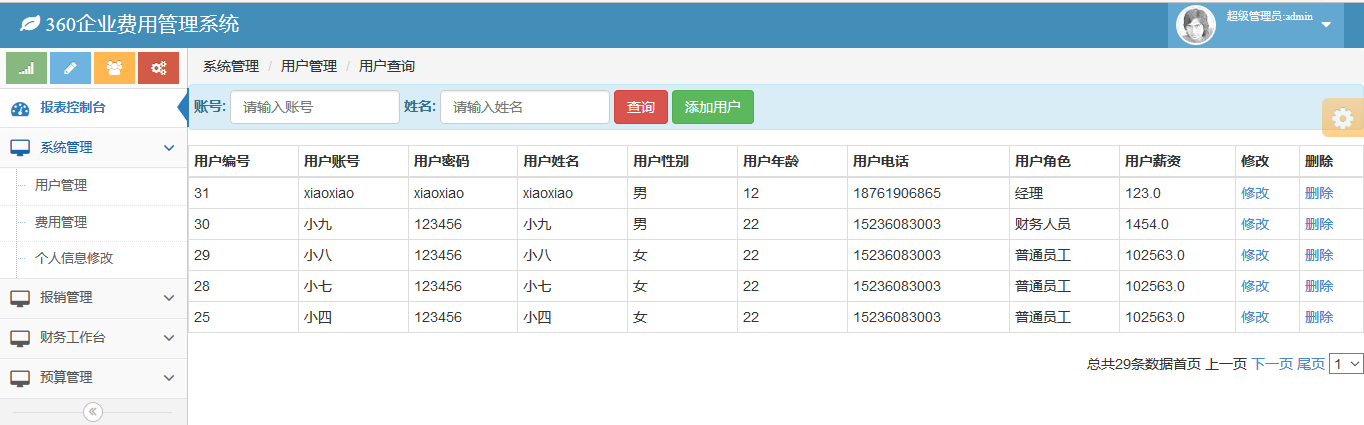 360企业费用管理系统
超级管理员:admin
系统管理 / 用户管理 / 用户查询
报表控制台
系统管理
用户管理
费用管理
个人信息修改
报销管理
财务工作台
预算管理
账号: 请输入账号 姓名: 请输入姓名 查询 添加用户
用户编号 用户账号 用户密码 用户姓名 用户性别 用户年龄 用户电话 用户角色 用户薪资 修改 删除
31 xiaoxiao xiaoxiao xiaoxiao 男 12 18761906865 经理 123.0 修改 删除
30 小九 123456 小九 男 22 15236083003 财务人员 1454.0 修改 删除
29 小八 123456 小八 女 22 15236083003 普通员工 102563.0 修改 删除
28 小七 123456 小七 女 22 15236083003 普通员工 102563.0 修改 删除
25 小四 123456 小四 女 22 15236083003 普通员工 102563.0 修改 删除
总共29条数据首页 上一页 下一页 尾页 1